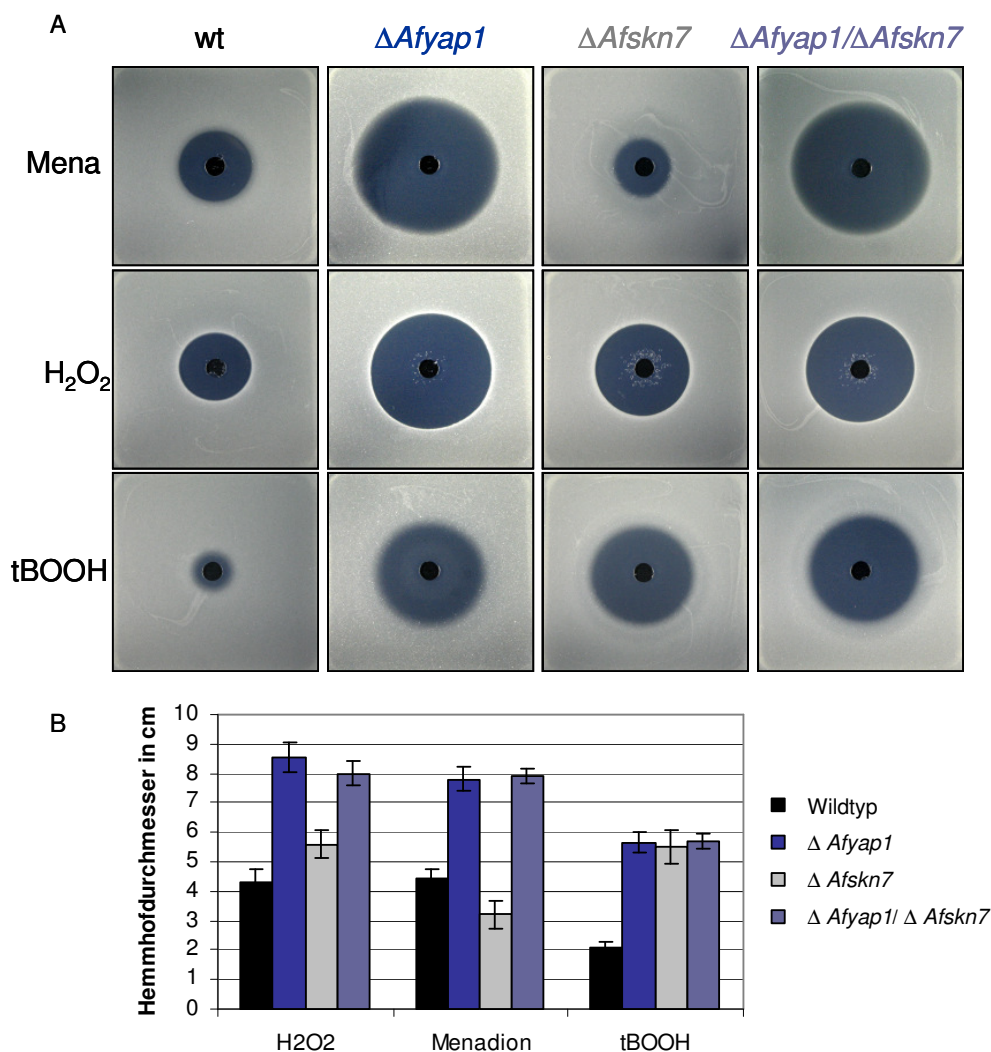 A
wt ΔAfyap1 ΔAfskn7 ΔAfyap1/ΔAfskn7
Mena
H2O2
tBOOH
B
Hemmhofdurchmesser in cm
10
9
8
7
6
5
4
3
2
1
0
H2O2 Menadion tBOOH
Wildtyp
Δ Afyap1
Δ Afskn7
Δ Afyap1/ Δ Afskn7